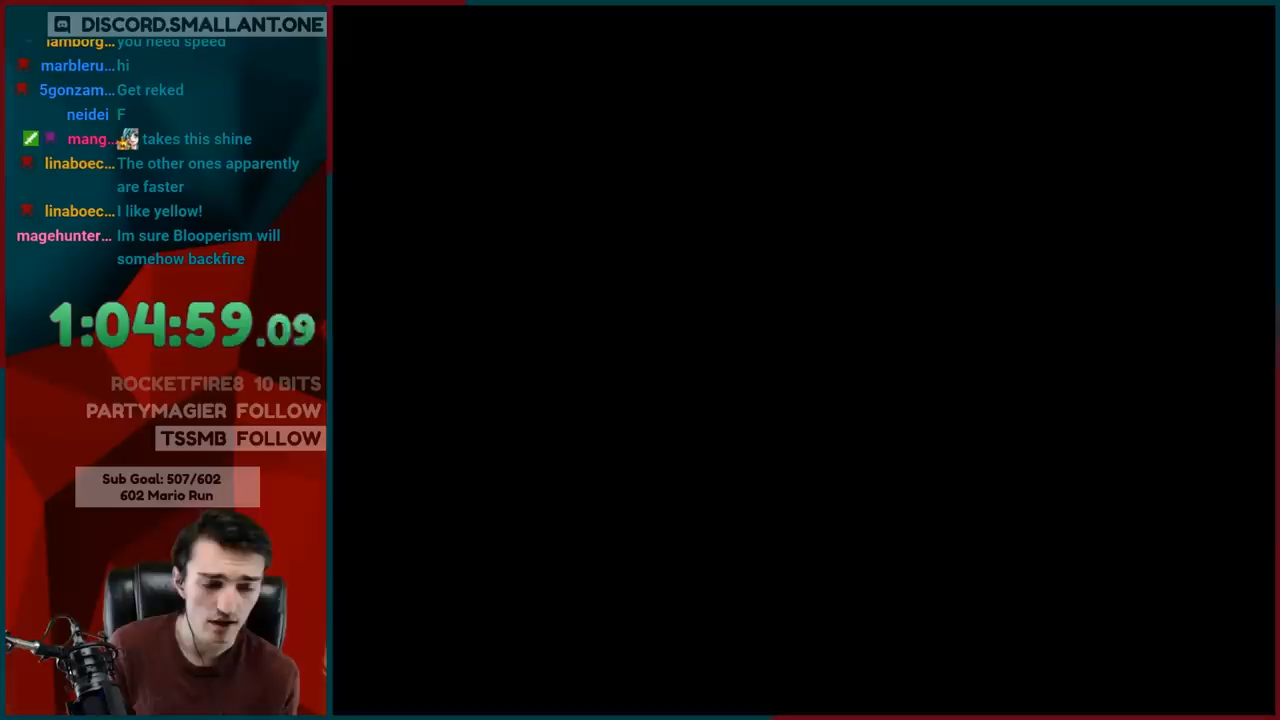 DISCORD.SMALLANT.ONE
lamborg... you need speed
marbleru... hi
5gonzam... Get reked
neidei F
mang... takes this shine
linaboec... The other ones apparently
are faster
linaboec... I like yellow!
magehunter... Im sure Blooperism will
somehow backfire
1:04:59.09
ROCKETFIRE8 10 BITS
PARTYMAGIER FOLLOW
TSSMB FOLLOW
Sub Goal: 507/602
602 Mario Run